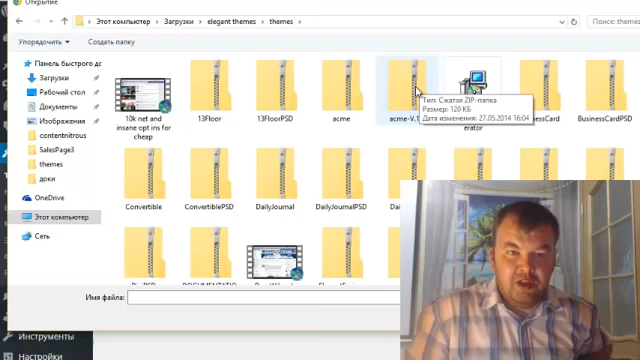 Открытие
Этот компьютер > Загрузки > elegant themes > themes >
Поиск: themes
Упорядочить
Создать папку
Панель быстрого до
Загрузки
Рабочий стол
Документы
Изображения
contentnitrous
SalesPage3
themes
доки
OneDrive
Этот компьютер
Сеть
10k net and
insane opt ins for
cheap
13Floor
13FloorPSD
acme
acme-V.1
erator
BusinessCardPSD
Тип: Сжатая ZIP-папка
Размер: 120 КБ
Дата изменения: 27.05.2014 16:04
Convertible
ConvertiblePSD
DailyJournal
DailyJournalPSD
Имя файла:
Инструменты
Настройки